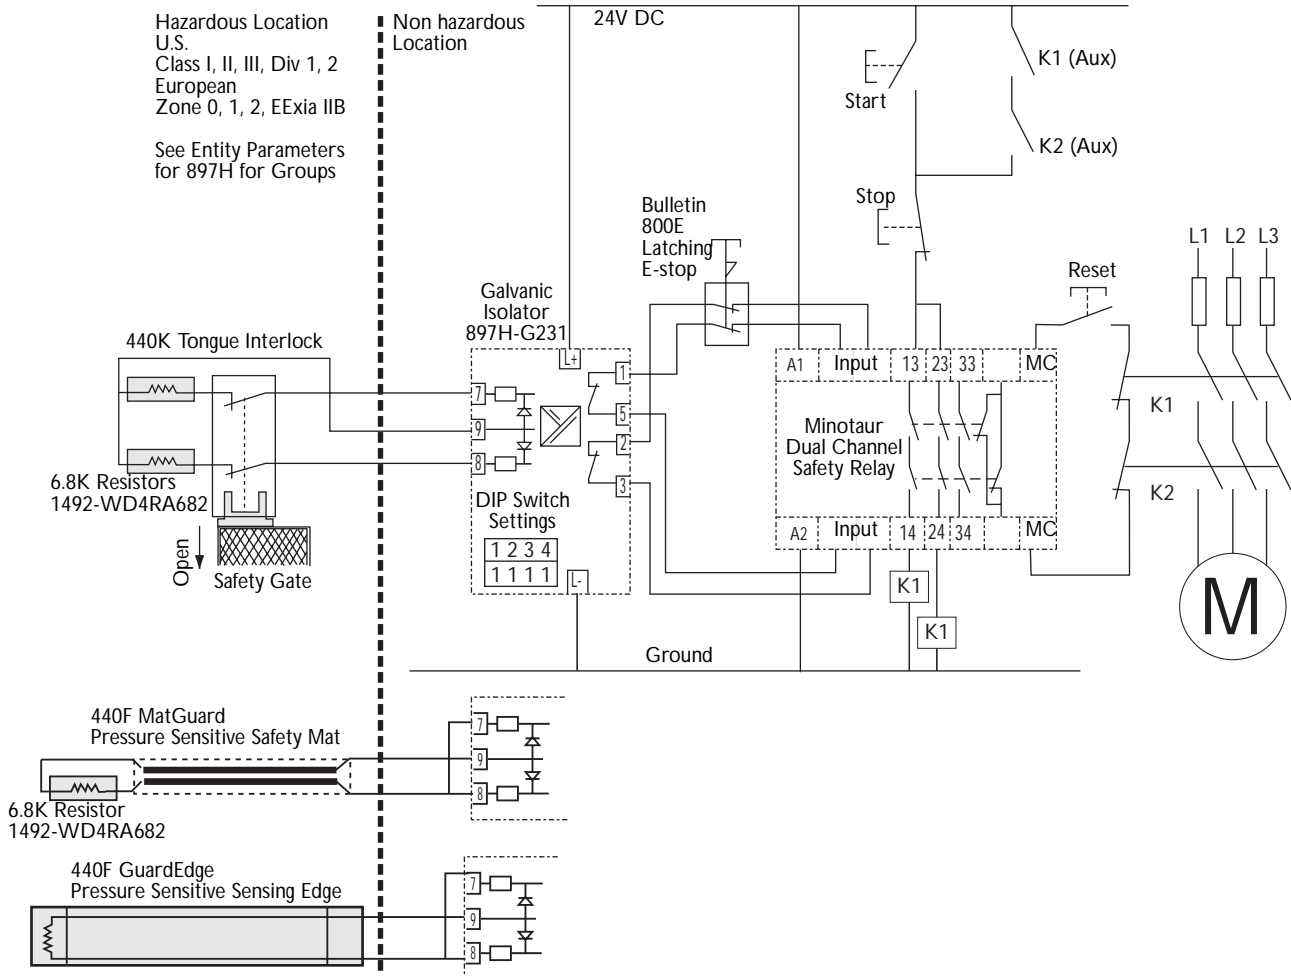 Hazardous Location
U.S.
Class I, II, III, Div 1, 2
European
Zone 0, 1, 2, EExia IIB
See Entity Parameters
for 897H for Groups
Non hazardous
Location
24V DC
Start
K1 (Aux)
K2 (Aux)
Stop
Bulletin
800E
Latching
E-stop
Reset
L1 L2 L3
Galvanic
Isolator
897H-G231
440K Tongue Interlock
L+
7
9
8
1
5
2
3
A1 Input 13 23 33 MC
Minotaur
Dual Channel
Safety Relay
A2 Input 14 24 34 MC
K1
K2
6.8K Resistors
1492-WD4RA682
Open
Safety Gate
DIP Switch
Settings
1 2 3 4
1 1 1 1
L-
K1
K1
M
Ground
440F MatGuard
Pressure Sensitive Safety Mat
7
9
8
6.8K Resistor
1492-WD4RA682
440F GuardEdge
Pressure Sensitive Sensing Edge
7
9
8